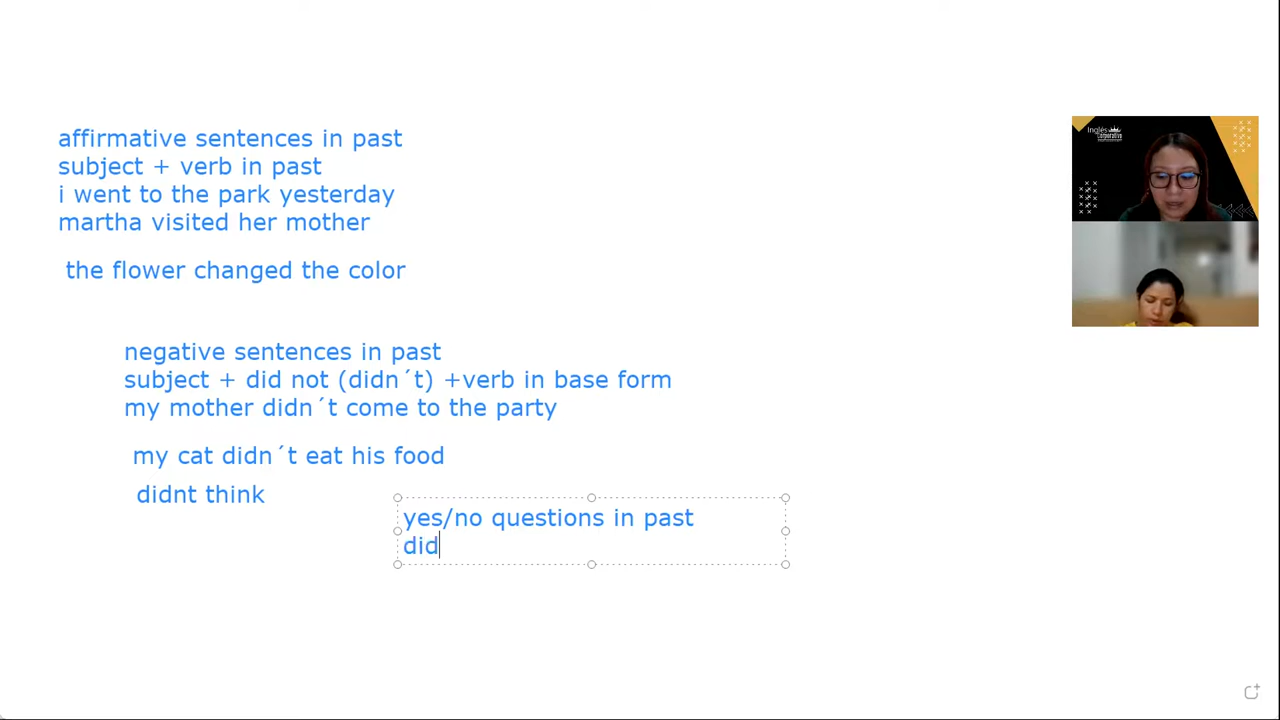 affirmative sentences in past
subject + verb in past
i went to the park yesterday
martha visited her mother
the flower changed the color
negative sentences in past
subject + did not (didn´t) +verb in base form
my mother didn´t come to the party
my cat didn´t eat his food
didnt think
yes/no questions in past
did
Inglés
Corporativo